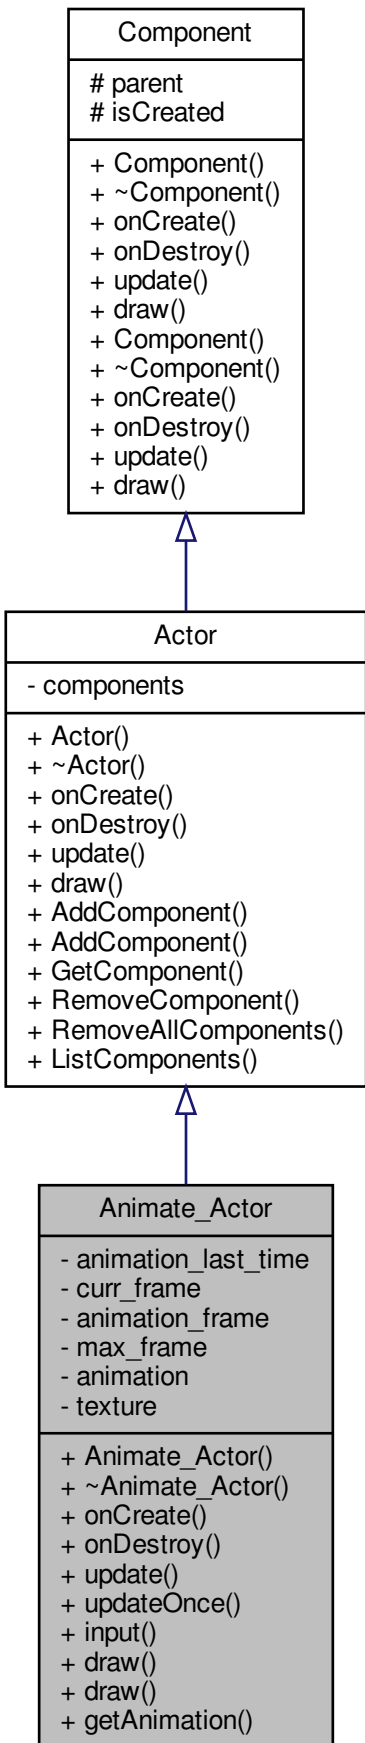 Component
# parent
# isCreated
+ Component()
+ ~Component()
+ onCreate()
+ onDestroy()
+ update()
+ draw()
+ Component()
+ ~Component()
+ onCreate()
+ onDestroy()
+ update()
+ draw()
Actor
- components
+ Actor()
+ ~Actor()
+ onCreate()
+ onDestroy()
+ update()
+ draw()
+ AddComponent()
+ AddComponent()
+ GetComponent()
+ RemoveComponent()
+ RemoveAllComponents()
+ ListComponents()
Animate_Actor
- animation_last_time
- curr_frame
- animation_frame
- max_frame
- animation
- texture
+ Animate_Actor()
+ ~Animate_Actor()
+ onCreate()
+ onDestroy()
+ update()
+ updateOnce()
+ input()
+ draw()
+ draw()
+ getAnimation()